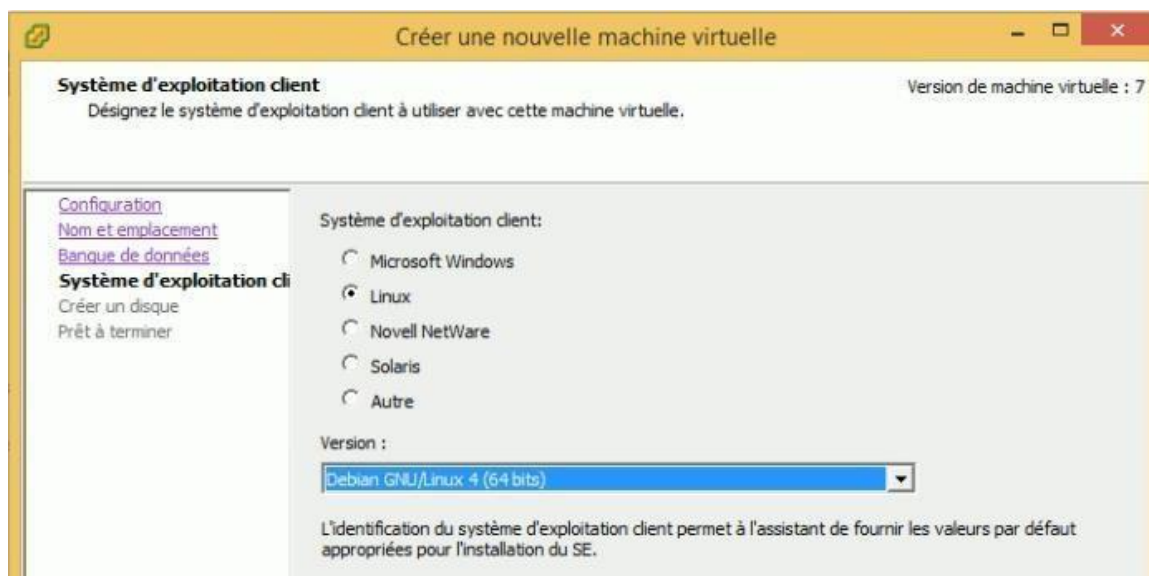 Créer une nouvelle machine virtuelle
Système d'exploitation client
Version de machine virtuelle : 7
Désignez le système d'exploitation client à utiliser avec cette machine virtuelle.
Configuration
Nom et emplacement
Banque de données
Système d'exploitation cli
Créer un disque
Prêt à terminer
Système d'exploitation client:
Microsoft Windows
Linux
Novell NetWare
Solaris
Autre
Version :
Debian GNU/Linux 4 (64 bits)
L'identification du système d'exploitation client permet à l'assistant de fournir les valeurs par défaut
appropriées pour l'installation du SE.